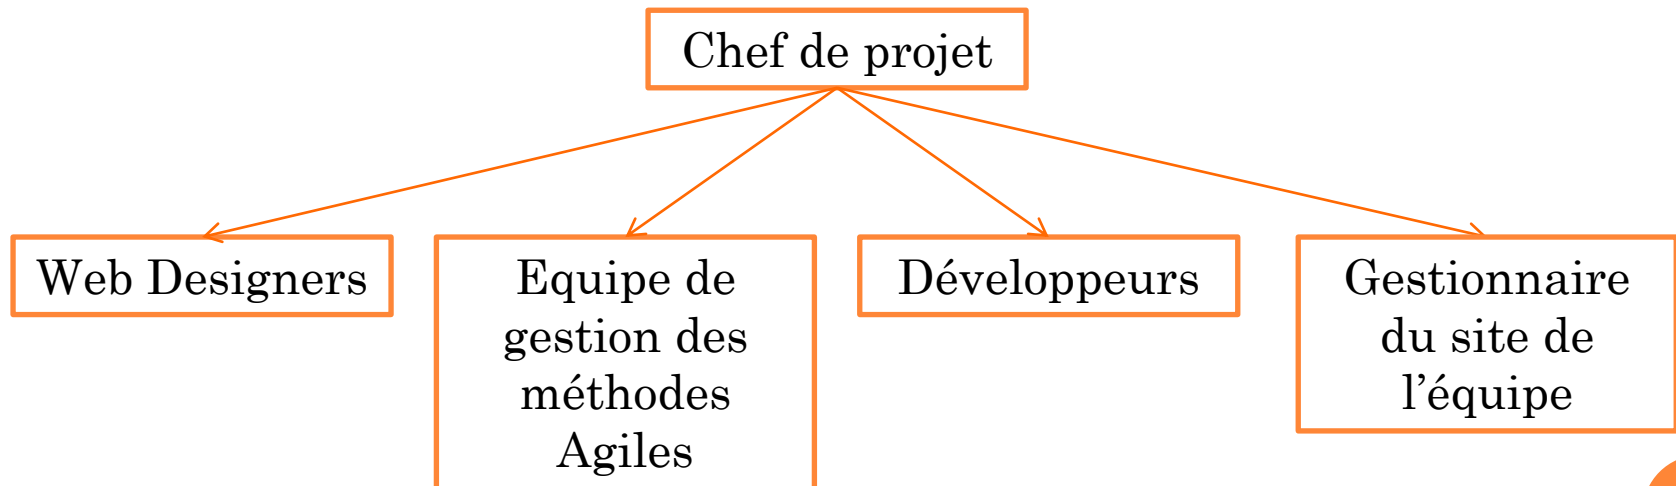 Chef de projet
Web Designers
Equipe de
gestion des
méthodes
Agiles
Développeurs
Gestionnaire
du site de
l’équipe